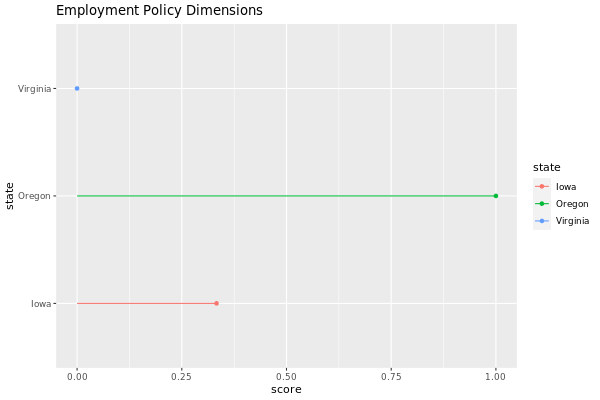 Employment Policy Dimensions
Virginia
Oregon
Iowa
state
0.00 0.25 0.50 0.75 1.00
score
state
Iowa
Oregon
Virginia